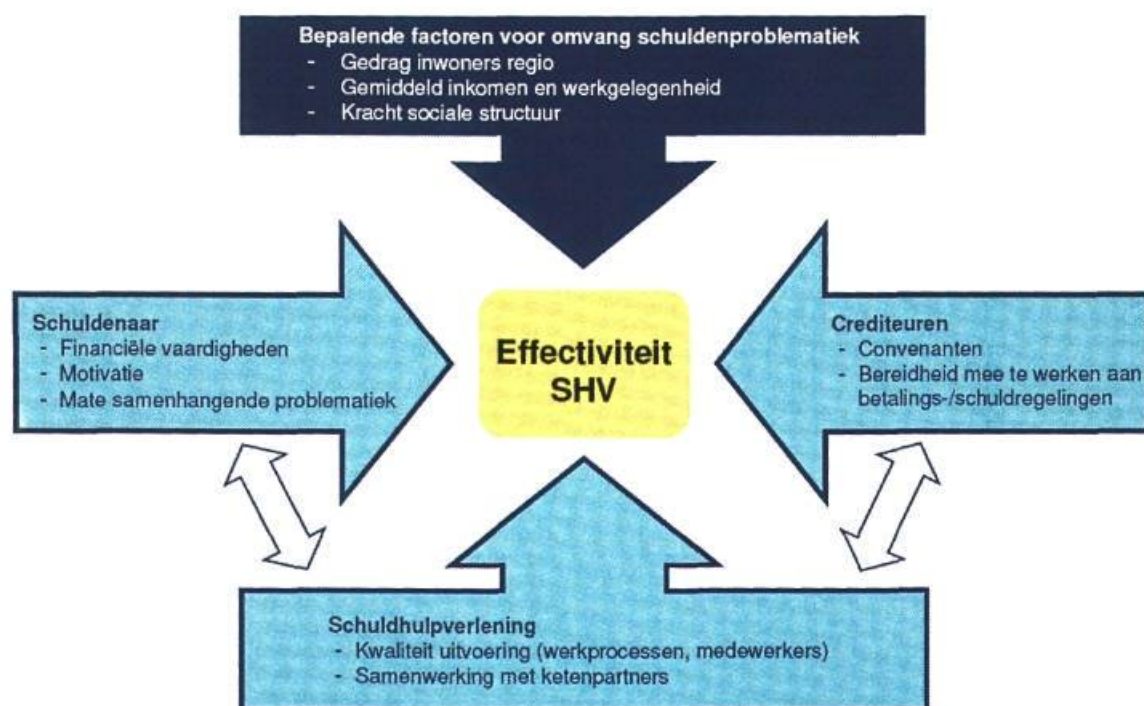 Bepalende factoren voor omvang schuldenproblematiek
- Gedrag inwoners regio
- Gemiddeld inkomen en werkgelegenheid
- Kracht sociale structuur
Schuldenaar
- Financiële vaardigheden
- Motivatie
- Mate samenhangende problematiek
Effectiviteit
SHV
Crediteuren
- Convenanten
- Bereidheid mee te werken aan
betalings-/schuldregelingen
Schuldhulpverlening
- Kwaliteit uitvoering (werkprocessen, medewerkers)
- Samenwerking met ketenpartners